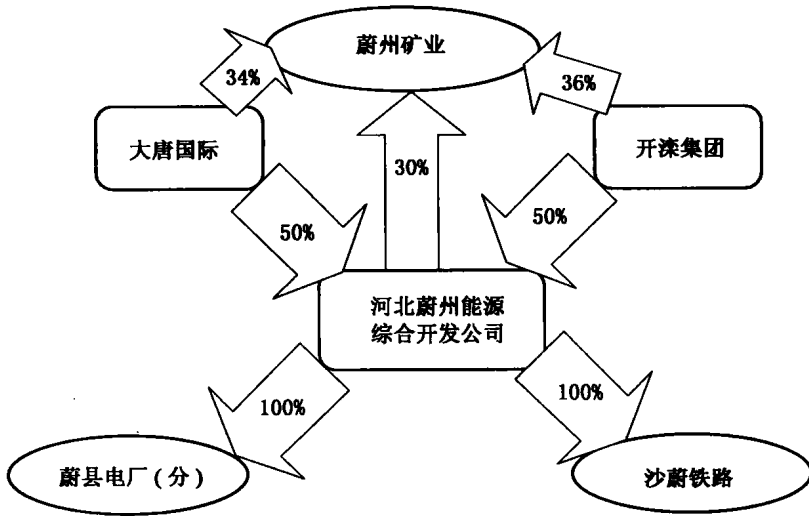 蔚州矿业
34%
36%
大唐国际
开滦集团
30%
50%
50%
河北蔚州能源
综合开发公司
100%
100%
蔚县电厂(分)
沙蔚铁路